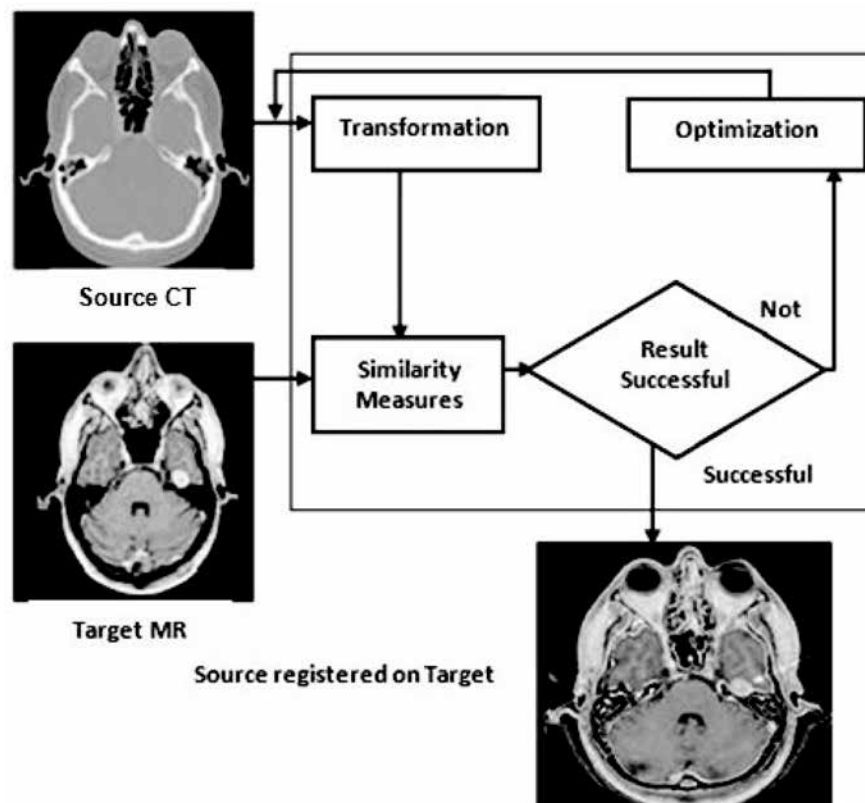 Transformation
Optimization
Source CT
Not
Similarity
Measures
Result
Successful
Successful
Target MR
Source registered on Target